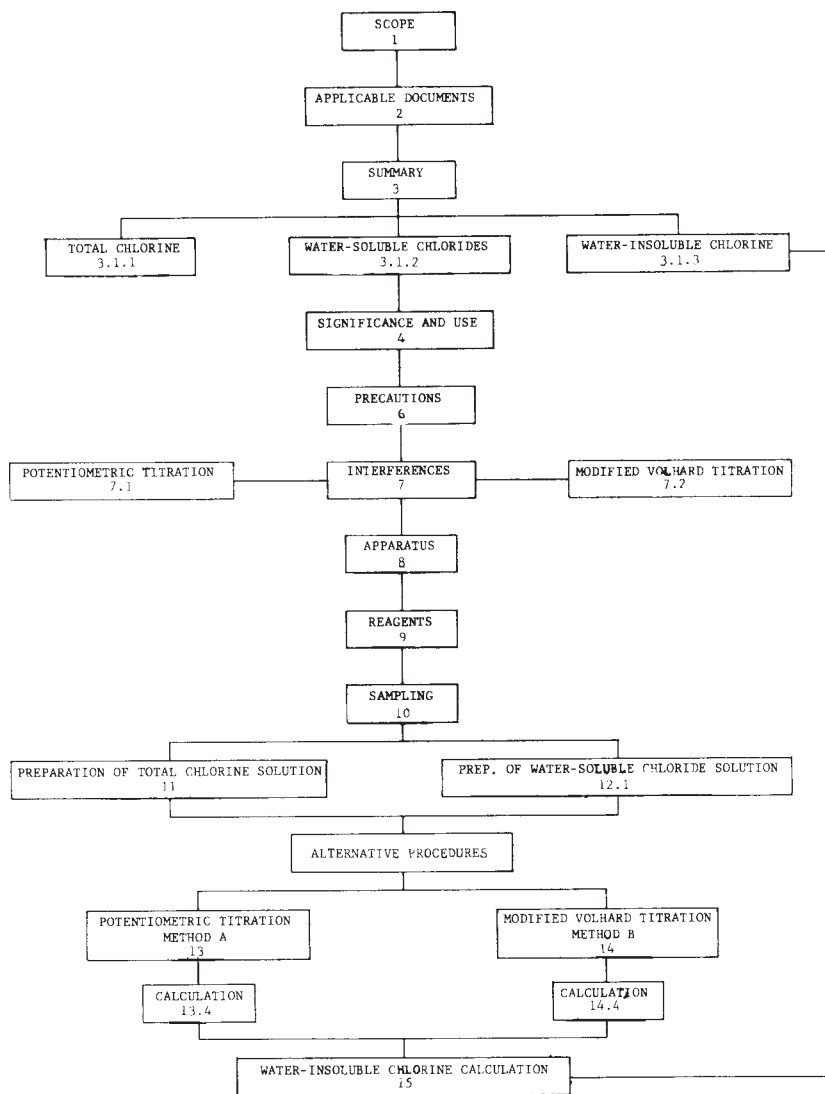 SCOPE
1
APPLICABLE DOCUMENTS
2
SUMMARY
3
TOTAL CHLORINE
3.1.1
WATER-SOLUBLE CHLORIDES
3.1.2
WATER-INSOLUBLE CHLORINE
3.1.3
SIGNIFICANCE AND USE
4
PRECAUTIONS
6
POTENTIOMETRIC TITRATION
7.1
INTERFERENCES
7
MODIFIED VOLHARD TITRATION
7.2
APPARATUS
8
REAGENTS
9
SAMPLING
10
PREPARATION OF TOTAL CHLORINE SOLUTION
11
PREP. OF WATER-SOLUBLE CHLORIDE SOLUTION
12.1
ALTERNATIVE PROCEDURES
POTENTIOMETRIC TITRATION
METHOD A
13
MODIFIED VOLHARD TITRATION
METHOD B
14
CALCULATION
13.4
CALCULATION
14.4
WATER-INSOLUBLE CHLORINE CALCULATION
15